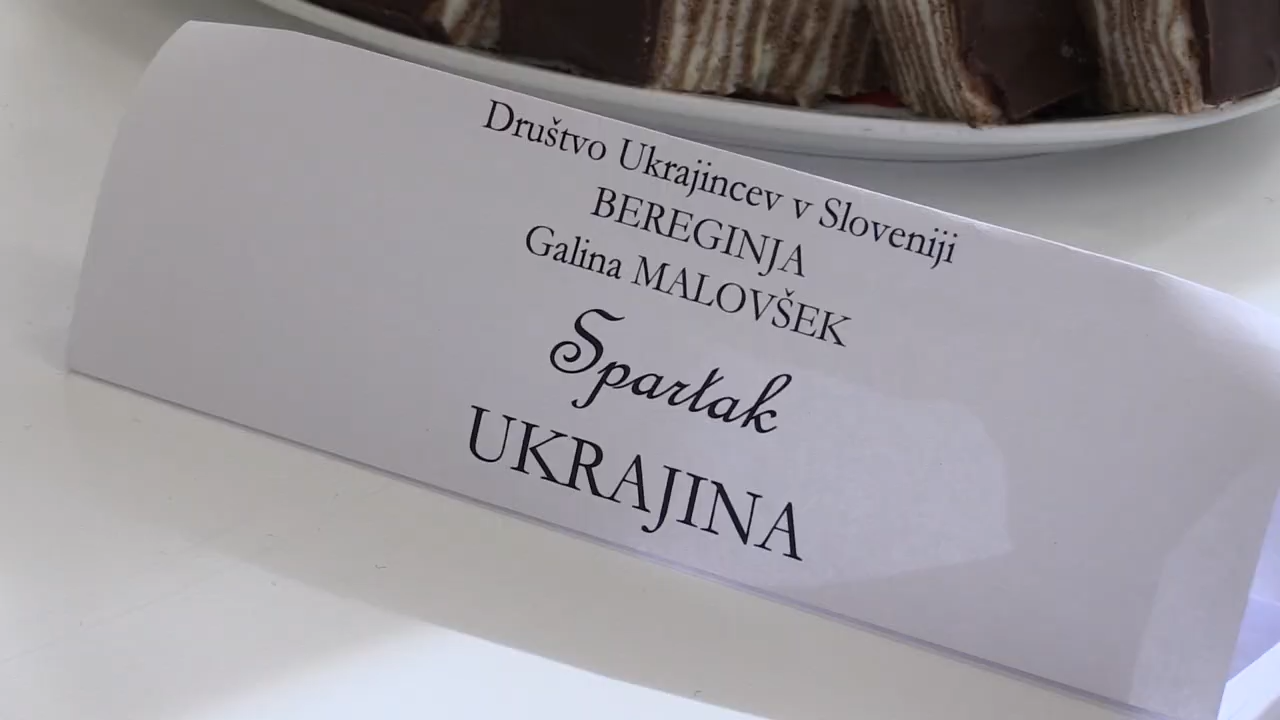 Društvo Ukrajincev v Sloveniji
BEREGINJA
Galina MALOVŠEK
Spartak
UKRAJINA